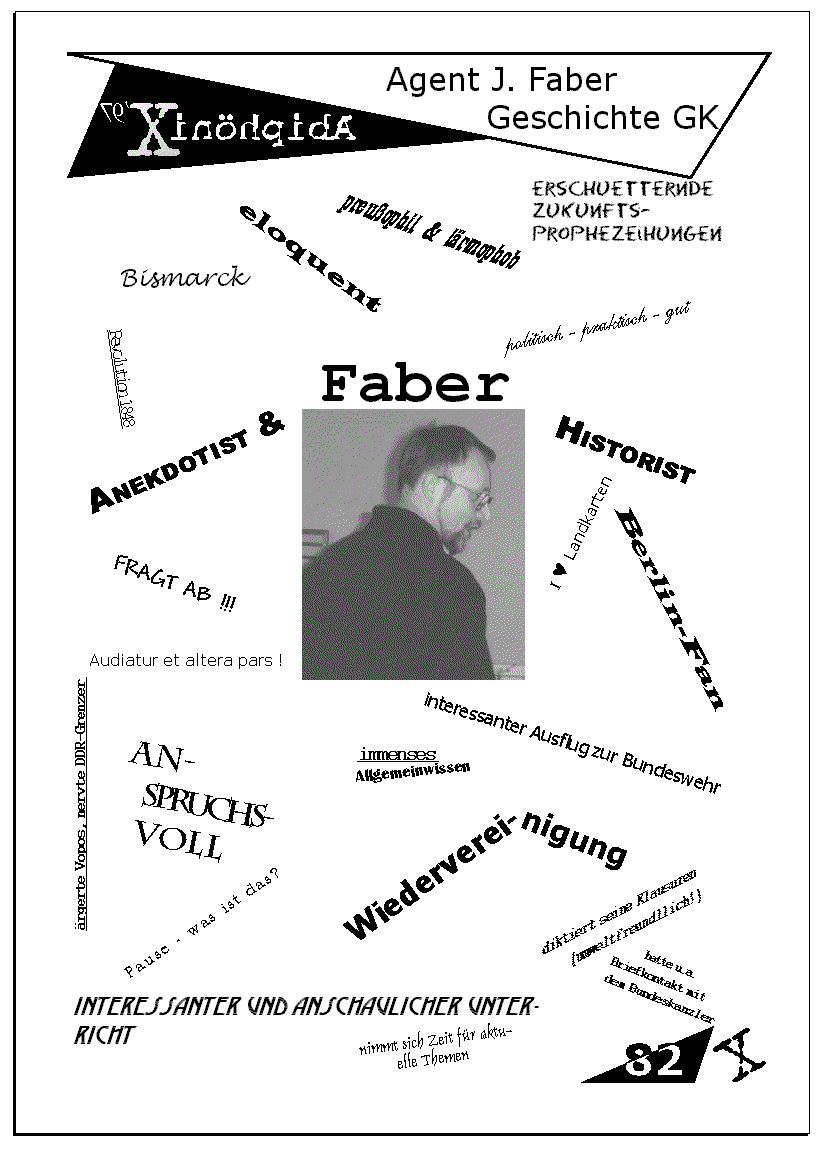 Agent J. Faber
Geschichte GK
Abiphöni X '97
ERSCHUETTERNDE
ZUKUNFTS-
PROPHEZEIHUNGEN
preußophil & lärmophob
eloquent
Bismarck
politisch - praktisch - gut
Revolution 1848
Faber
ANEKDOTIST &
HISTORIST
I ♥ Landkarten
Berlin-Fan
FRAGT AB !!!
Audiatur et altera pars !
ärgerte Vopos, nervte DDR-Grenzer
interessanter Ausflug zur Bundeswehr
AN-
SPRUCHS-
VOLL
immenses
Allgemeinwissen
Wiederverei-nigung
Pause - was ist das?
diktiert seine Klausuren
(umweltfreundllich!)
hatte u.a.
Briefkontakt mit
dem Bundeskanzler
INTERESSANTER UND ANSCHAULICHER UNTER-
RICHT
nimmt sich Zeit für aktu-
elle Themen
82 X